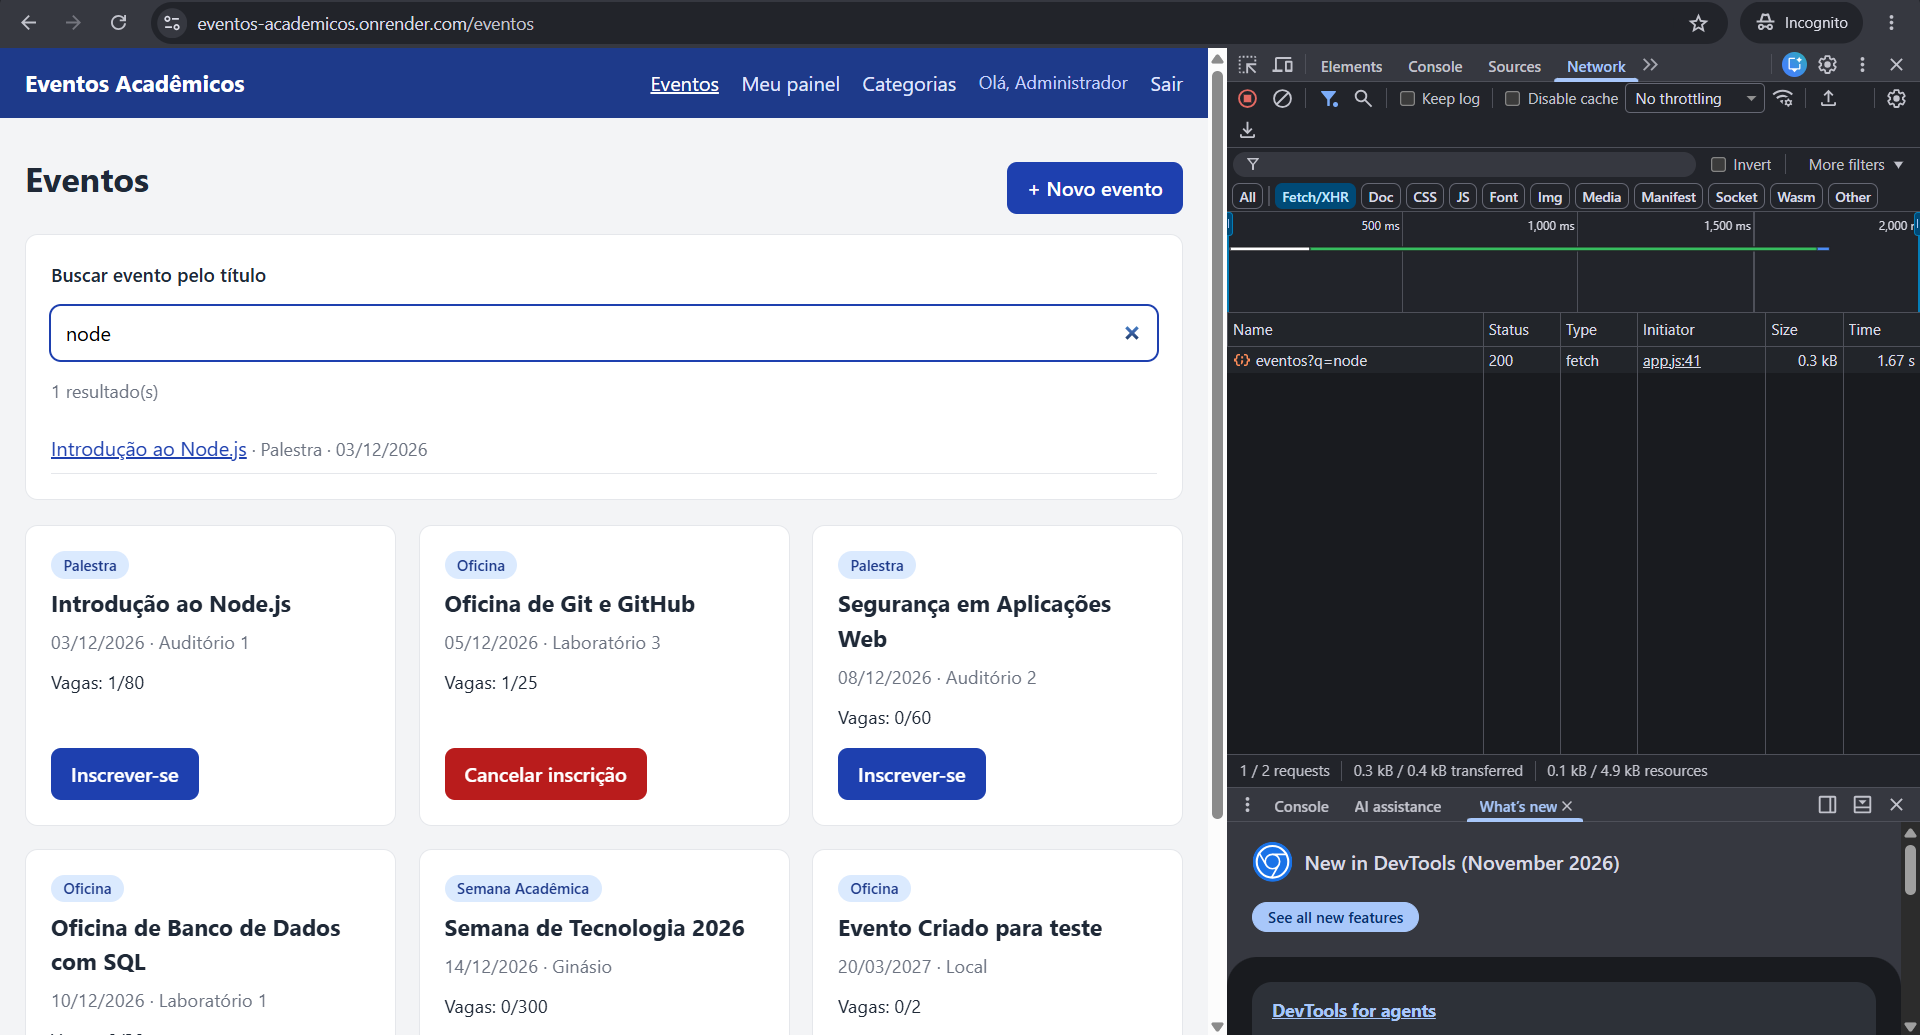 eventos-academicos.onrender.com/eventos
Incognito
Eventos Acadêmicos
Eventos Meu painel Categorias Olá, Administrador Sair
Eventos
+ Novo evento
Buscar evento pelo título
node
1 resultado(s)
Introdução ao Node.js · Palestra · 03/12/2026
Palestra
Introdução ao Node.js
03/12/2026 · Auditório 1
Vagas: 1/80
Inscrever-se
Oficina
Oficina de Git e GitHub
05/12/2026 · Laboratório 3
Vagas: 1/25
Cancelar inscrição
Palestra
Segurança em Aplicações
Web
08/12/2026 · Auditório 2
Vagas: 0/60
Inscrever-se
Oficina
Oficina de Banco de Dados
com SQL
10/12/2026 · Laboratório 1
Semana Acadêmica
Semana de Tecnologia 2026
14/12/2026 · Ginásio
Vagas: 0/300
Oficina
Evento Criado para teste
20/03/2027 · Local
Vagas: 0/2
Elements Console Sources Network
Keep log Disable cache No throttling
Invert More filters
All Fetch/XHR Doc CSS JS Font Img Media Manifest Socket Wasm Other
500 ms 1,000 ms 1,500 ms 2,000
Name Status Type Initiator Size Time
eventos?q=node 200 fetch app.js:41 0.3 kB 1.67 s
1 / 2 requests 0.3 kB / 0.4 kB transferred 0.1 kB / 4.9 kB resources
Console AI assistance What's new
New in DevTools (November 2026)
See all new features
DevTools for agents